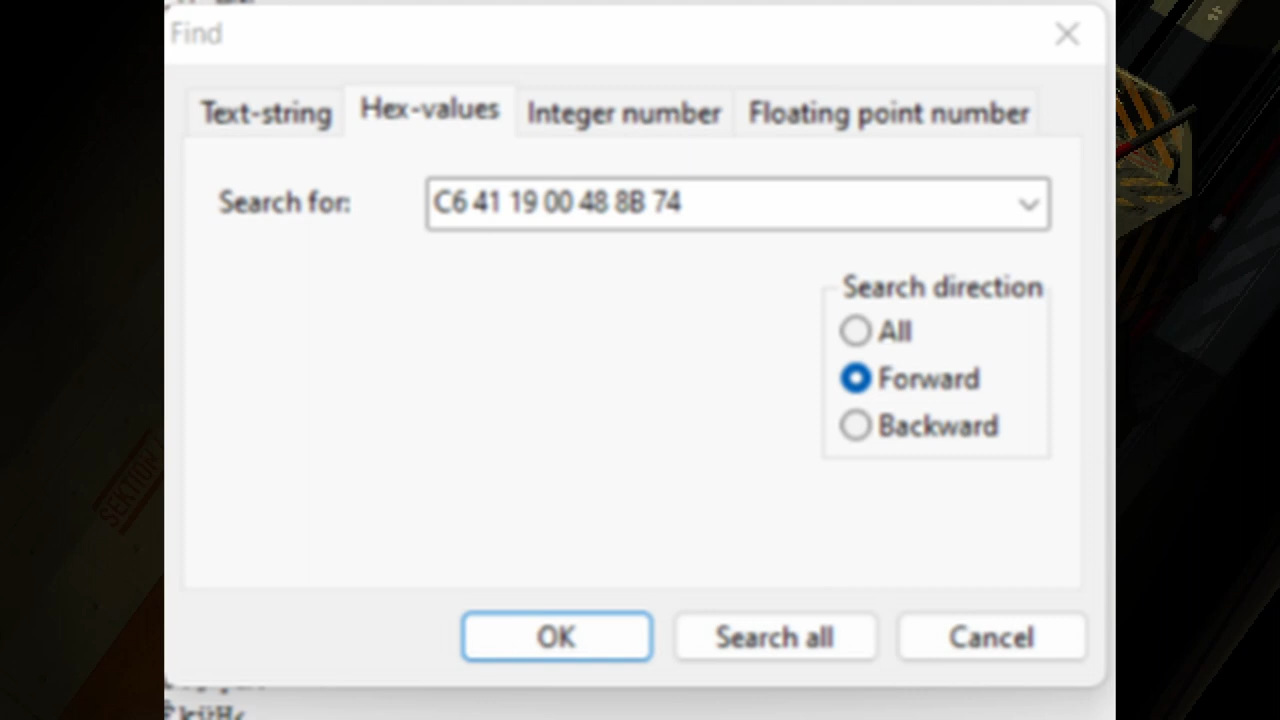 Find
Text-string Hex-values Integer number Floating point number
Search for: C6 41 19 00 48 8B 74
Search direction
All
Forward
Backward
OK Search all Cancel
SEKTION